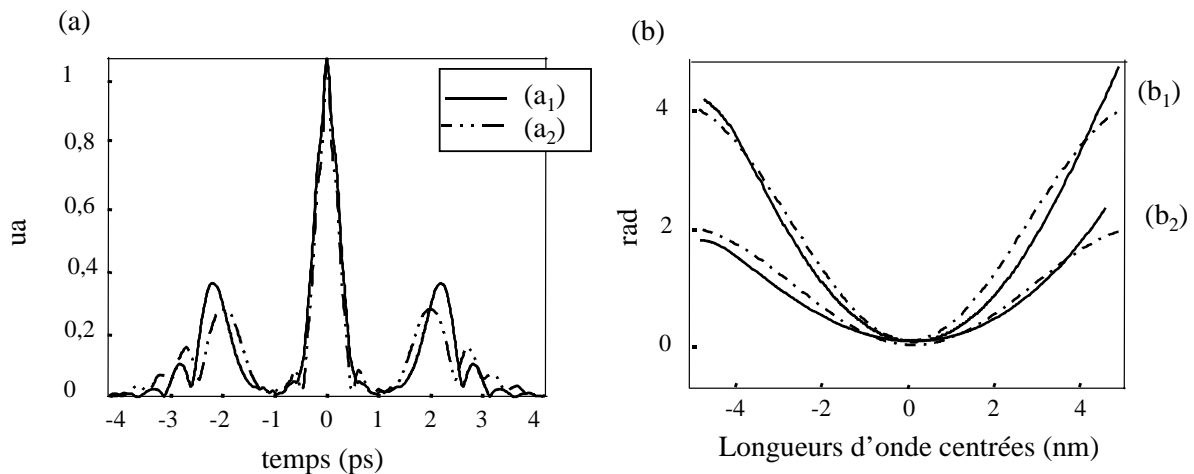 (a)
ua
1
0,8
0,6
0,4
0,2
0
-4 -3 -2 -1 0 1 2 3 4
temps (ps)
(a1)
(a2)
(b)
rad
4
2
0
-4 -2 0 2 4
Longueurs d'onde centrées (nm)
(b1)
(b2)